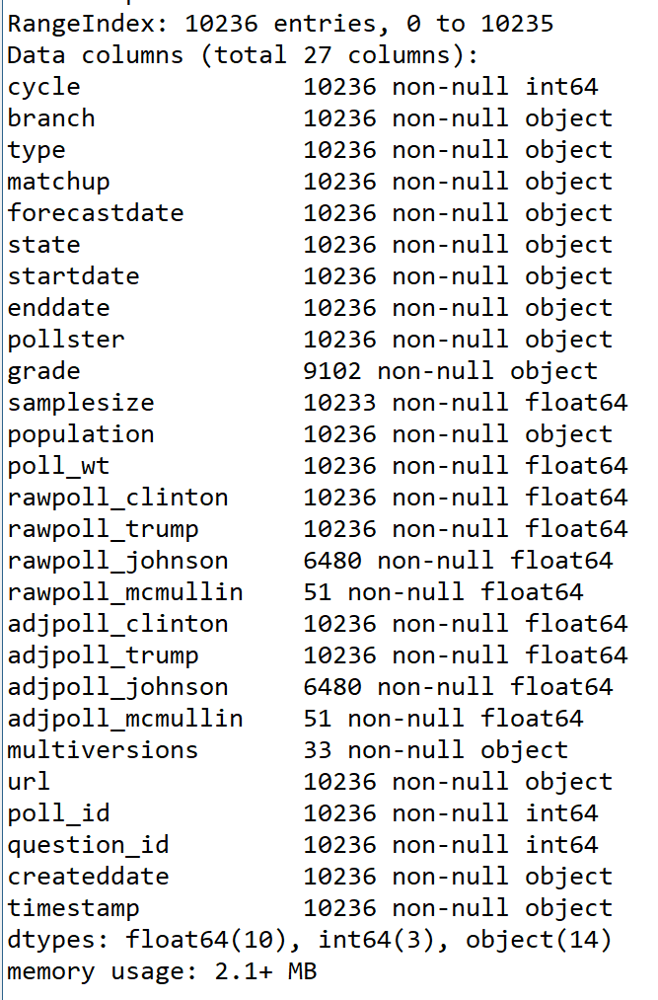 RangeIndex: 10236 entries, 0 to 10235
Data columns (total 27 columns):
cycle 10236 non-null int64
branch 10236 non-null object
type 10236 non-null object
matchup 10236 non-null object
forecastdate 10236 non-null object
state 10236 non-null object
startdate 10236 non-null object
enddate 10236 non-null object
pollster 10236 non-null object
grade 9102 non-null object
samplesize 10233 non-null float64
population 10236 non-null object
poll_wt 10236 non-null float64
rawpoll_clinton 10236 non-null float64
rawpoll_trump 10236 non-null float64
rawpoll_johnson 6480 non-null float64
rawpoll_mcmullin 51 non-null float64
adjpoll_clinton 10236 non-null float64
adjpoll_trump 10236 non-null float64
adjpoll_johnson 6480 non-null float64
adjpoll_mcmullin 51 non-null float64
multiversions 33 non-null object
url 10236 non-null object
poll_id 10236 non-null int64
question_id 10236 non-null int64
createddate 10236 non-null object
timestamp 10236 non-null object
dtypes: float64(10), int64(3), object(14)
memory usage: 2.1+ MB